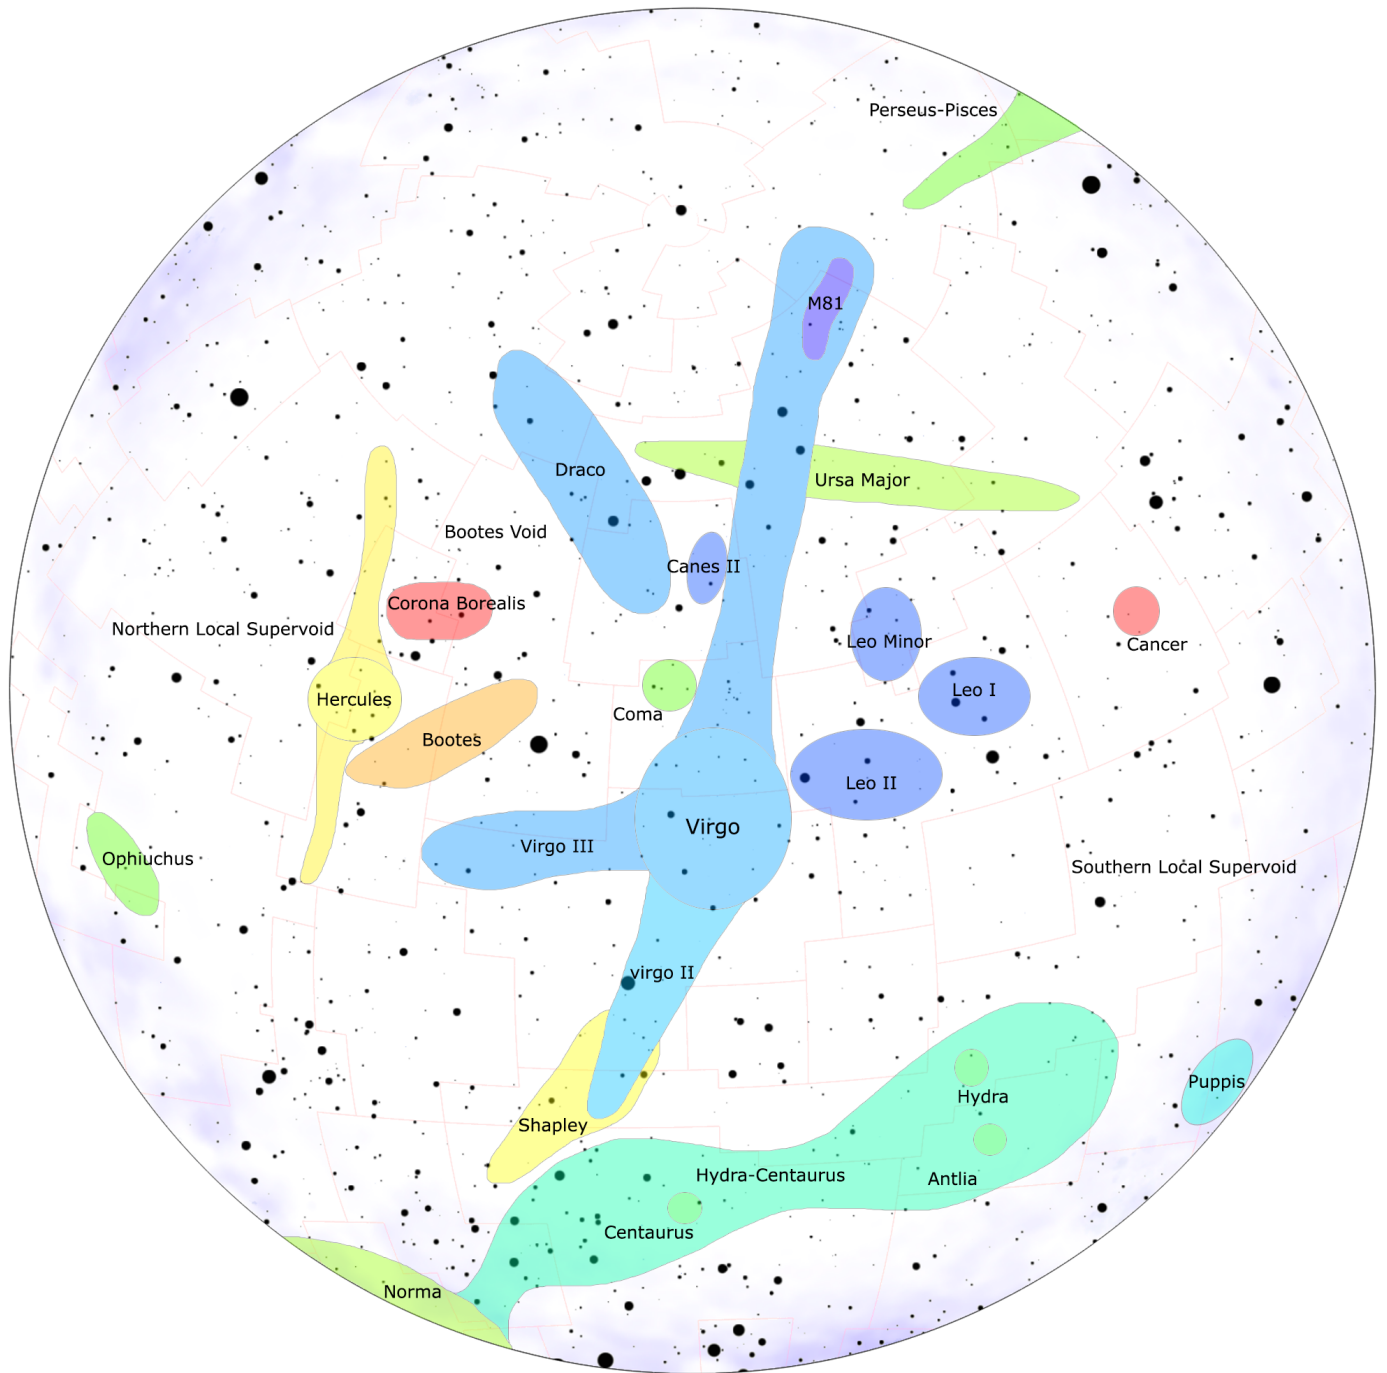 Perseus-Pisces
M81
Draco
Ursa Major
Bootes Void
Canes II
Corona Borealis
Northern Local Supervoid
Leo Minor
Cancer
Hercules
Leo I
Coma
Bootes
Leo II
Virgo
Virgo III
Ophiuchus
Southern Local Supervoid
virgo II
Puppis
Hydra
Shapley
Hydra-Centaurus
Antlia
Centaurus
Norma